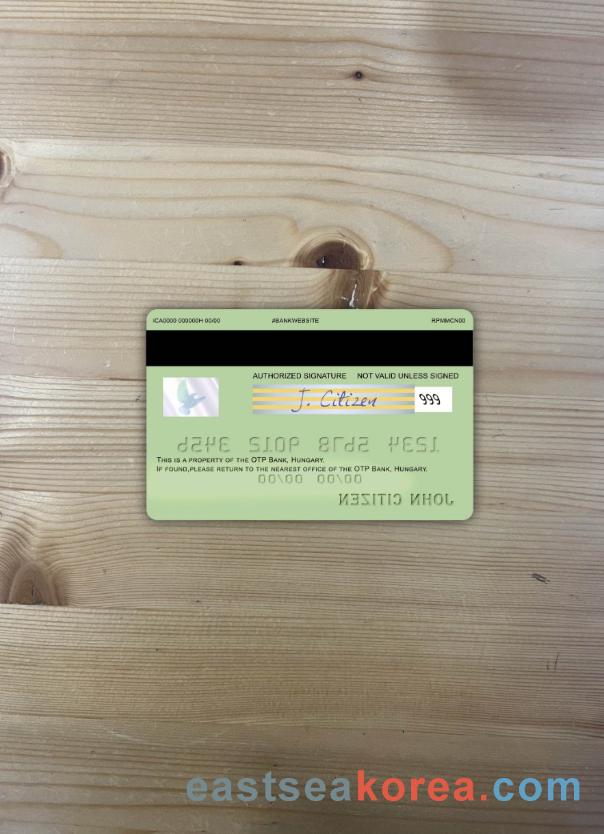 ICA0000 000000H 00/00 #BANKWEBSITE RPMMCN00
AUTHORIZED SIGNATURE NOT VALID UNLESS SIGNED
J. Citizen 999
1234 5678 9012 3456
THIS IS A PROPERTY OF THE OTP BANK, HUNGARY.
IF FOUND,PLEASE RETURN TO THE NEAREST OFFICE OF THE OTP BANK, HUNGARY.
00/00 00/00
JOHN CITIZEN
eastseakorea.com